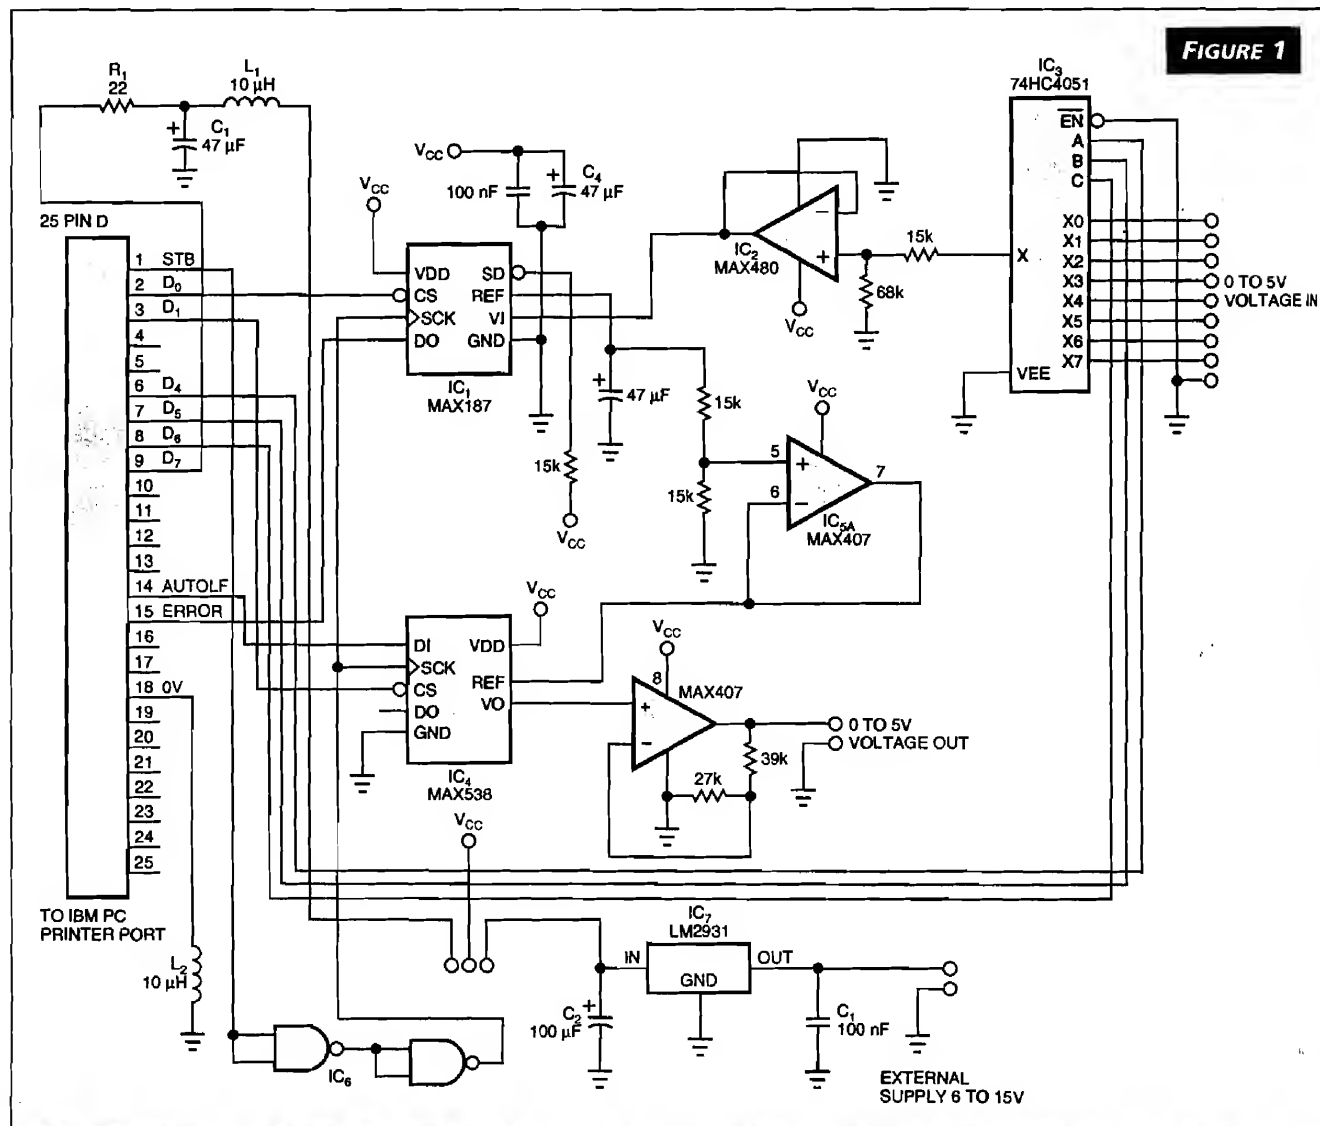 FIGURE 1
R1
22
L1
10 µH
+
C1
47 µF
VCC
100 nF
+
C4
47 µF
VCC
VDD
CS
SCK
DO
SD
REF
VI
GND
IC1
MAX187
15k
VCC
+
47 µF
−
+
IC2
MAX480
VCC
15k
68k
IC3
74HC4051
EN
A
B
C
X0
X1
X2
X3
X4
X5
X6
X7
X
VEE
0 TO 5V
VOLTAGE IN
15k
15k
VCC
5
+
6
−
7
IC5A
MAX407
25 PIN D
1 STB
2 D0
3 D1
4
5
6 D4
7 D5
8 D6
9 D7
10
11
12
13
14 AUTOLF
15 ERROR
16
17
18 0V
19
20
21
22
23
24
25
TO IBM PC
PRINTER PORT
L2
10 µH
VCC
DI
SCK
CS
DO
GND
VDD
REF
VO
IC4
MAX538
VCC
8
MAX407
+
−
27k
39k
0 TO 5V
VOLTAGE OUT
VCC
IC7
LM2931
IN
OUT
GND
C2
+
100 µF
C1
100 nF
EXTERNAL
SUPPLY 6 TO 15V
IC6